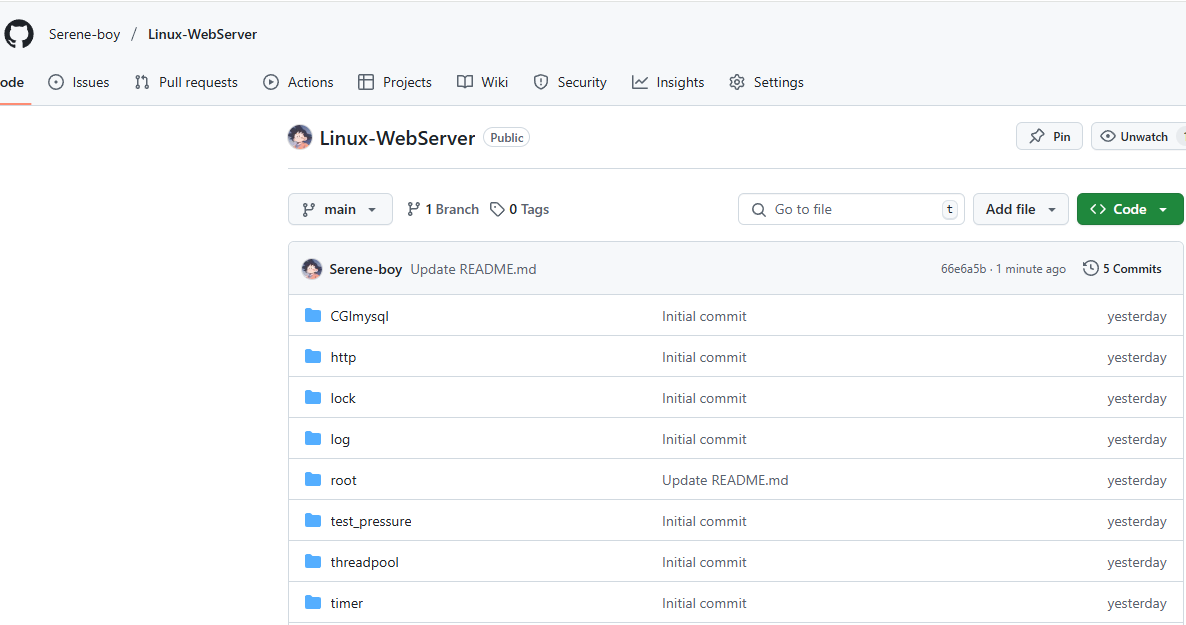 Serene-boy / Linux-WebServer
ode Issues Pull requests Actions Projects Wiki Security Insights Settings
Linux-WebServer Public Pin Unwatch
main 1 Branch 0 Tags Go to file t Add file Code
Serene-boy Update README.md 66e6a5b · 1 minute ago 5 Commits
CGImysql Initial commit yesterday
http Initial commit yesterday
lock Initial commit yesterday
log Initial commit yesterday
root Update README.md yesterday
test_pressure Initial commit yesterday
threadpool Initial commit yesterday
timer Initial commit yesterday